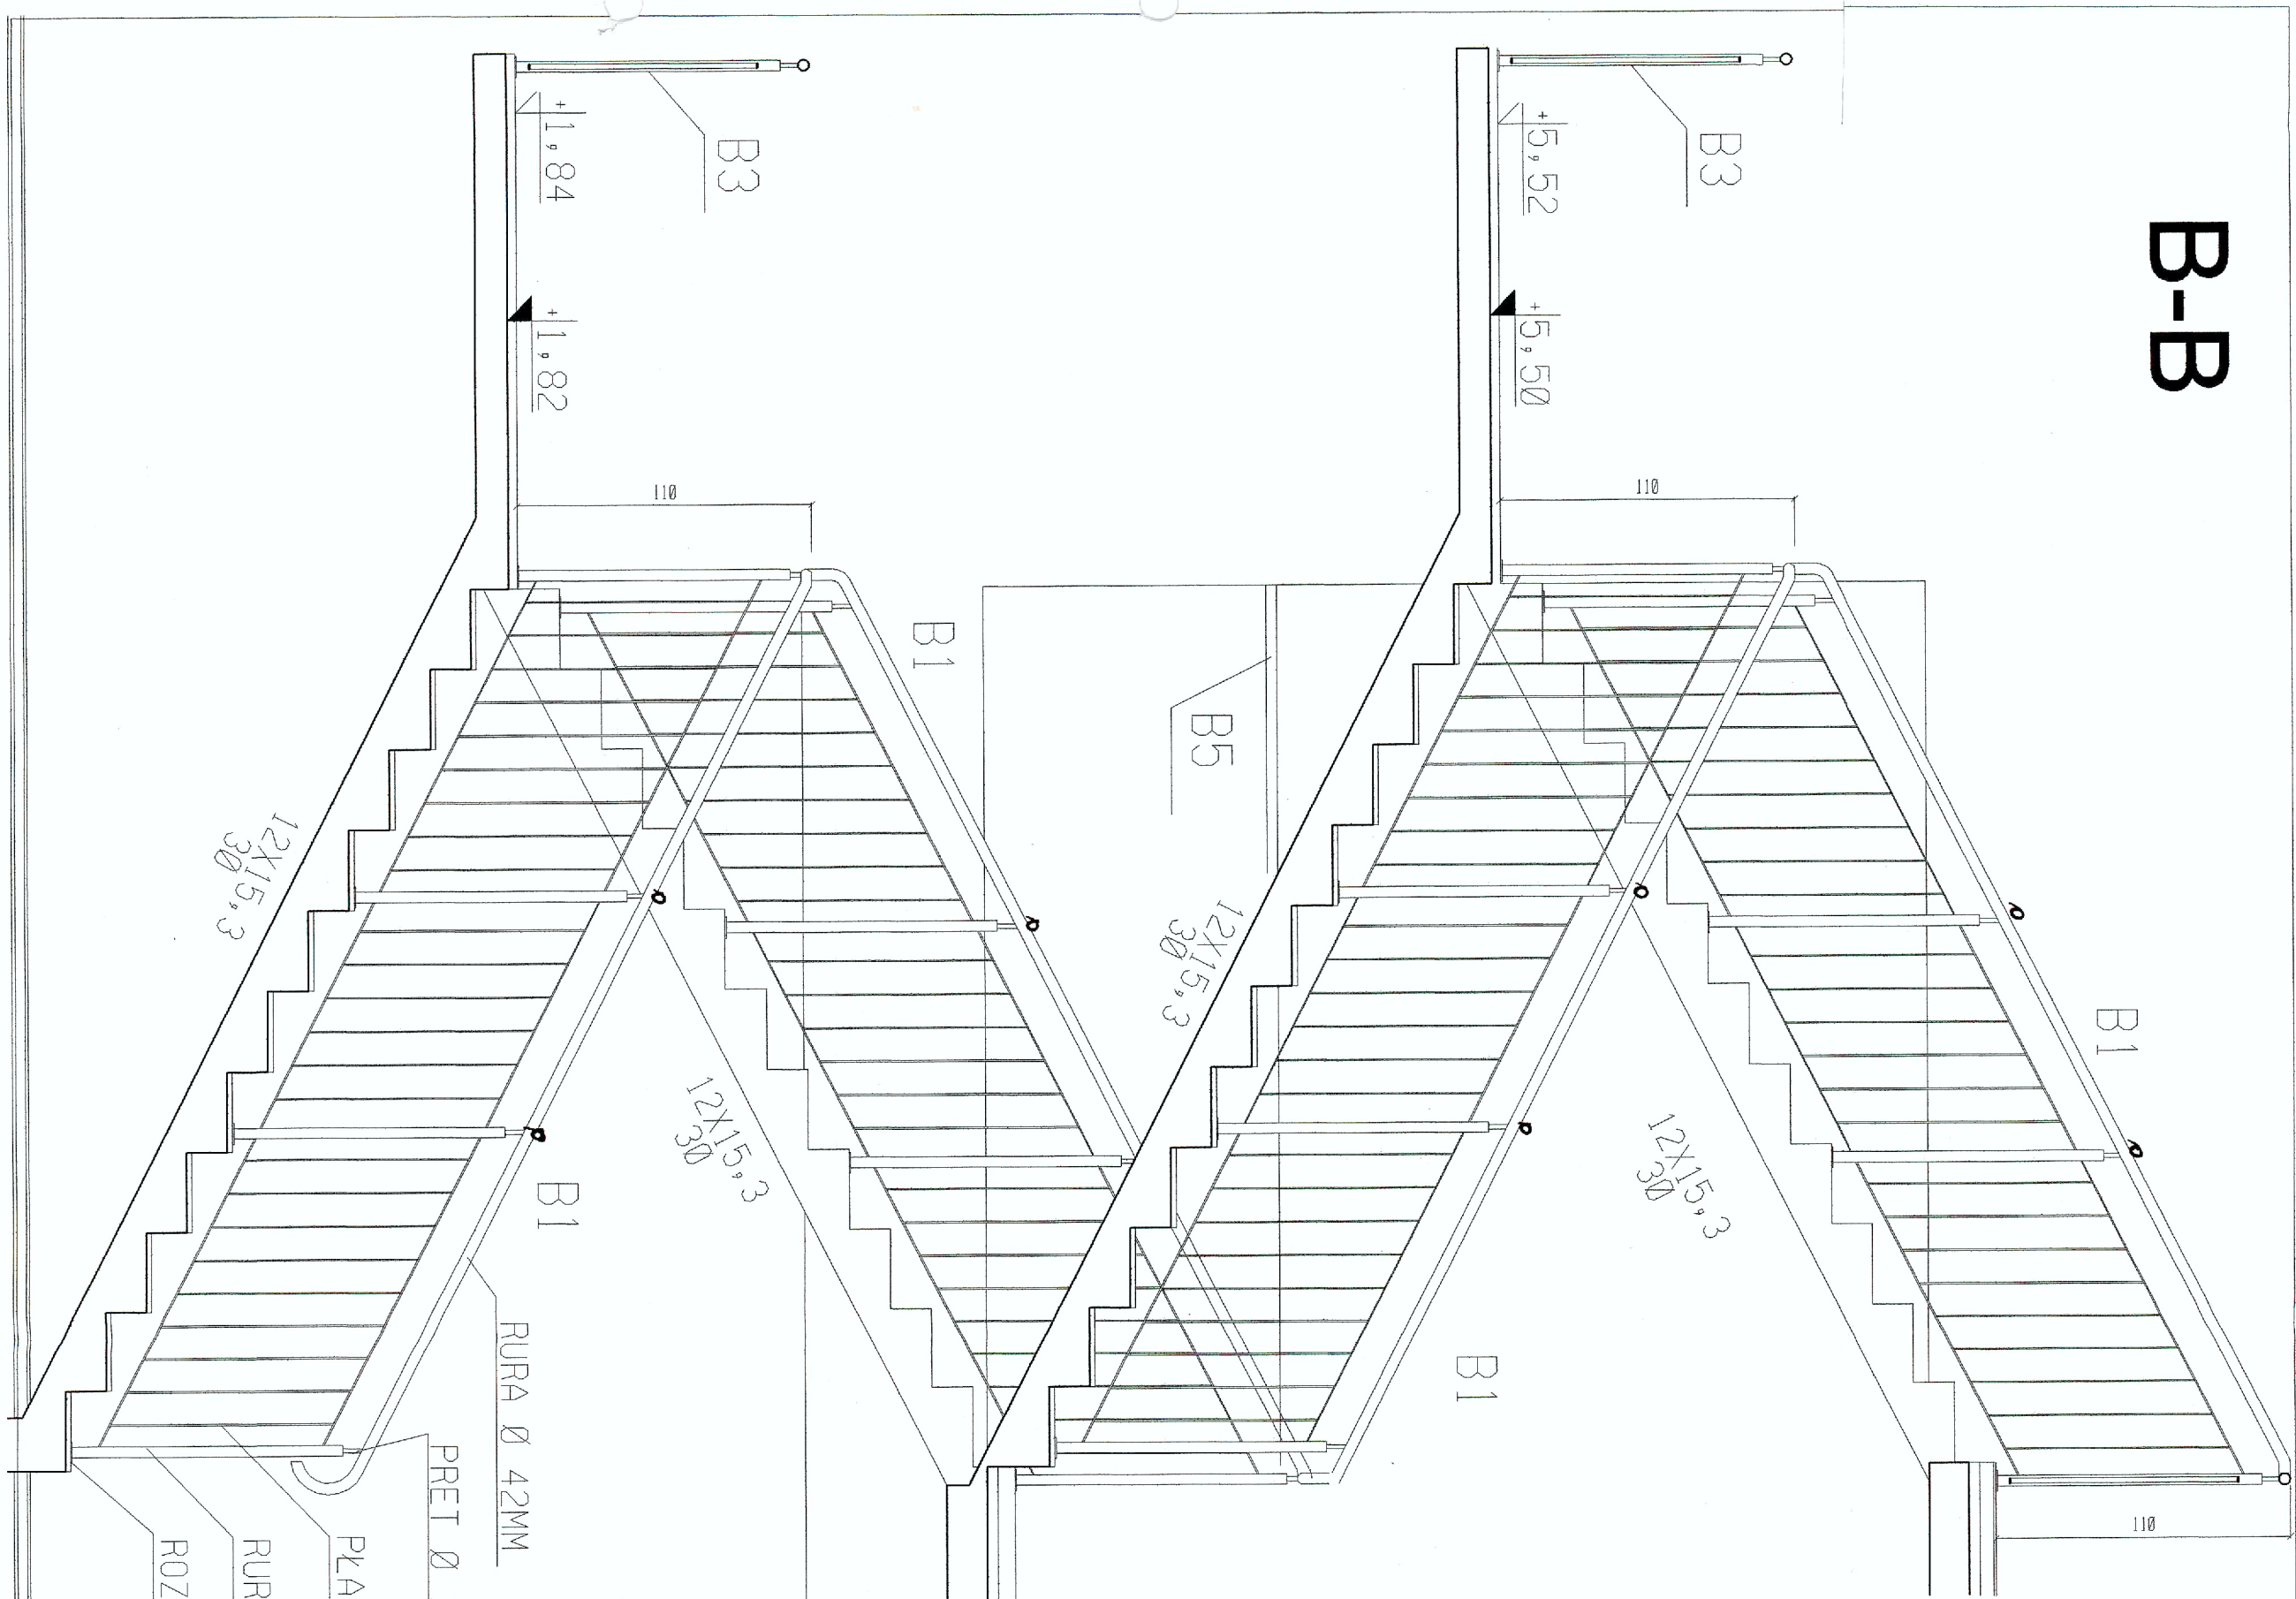 B-B
B3
+5,52
+5,50
110
B1
B1
12X15,3
30
12X15,3
30
B1
110
B5
B3
+1,84
+1,82
110
B1
12X15,3
30
12X15,3
30
B1
RURA Ø 42MM
PRET Ø
PŁA
RUR
ROZ